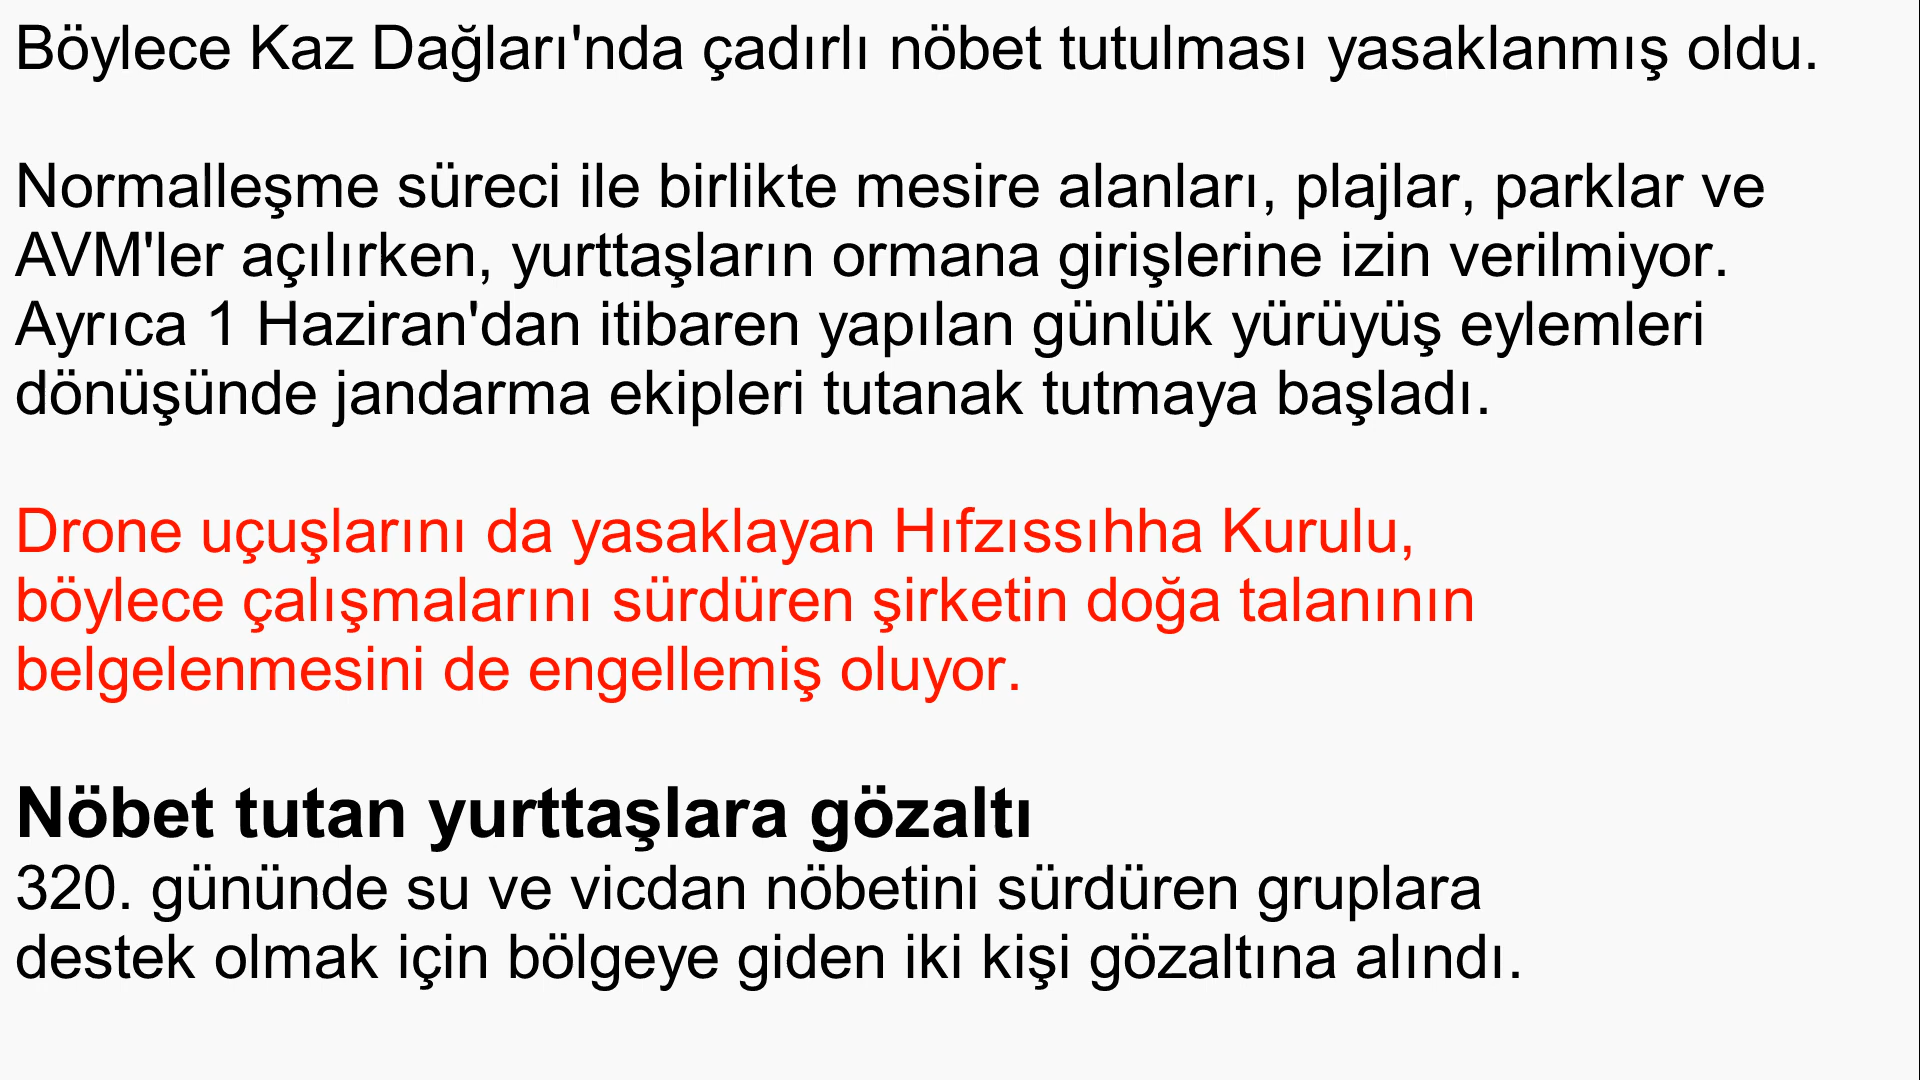 Böylece Kaz Dağları'nda çadırlı nöbet tutulması yasaklanmış oldu.
Normalleşme süreci ile birlikte mesire alanları, plajlar, parklar ve
AVM'ler açılırken, yurttaşların ormana girişlerine izin verilmiyor.
Ayrıca 1 Haziran'dan itibaren yapılan günlük yürüyüş eylemleri
dönüşünde jandarma ekipleri tutanak tutmaya başladı.
Drone uçuşlarını da yasaklayan Hıfzıssıhha Kurulu,
böylece çalışmalarını sürdüren şirketin doğa talanının
belgelenmesini de engellemiş oluyor.
Nöbet tutan yurttaşlara gözaltı
320. gününde su ve vicdan nöbetini sürdüren gruplara
destek olmak için bölgeye giden iki kişi gözaltına alındı.